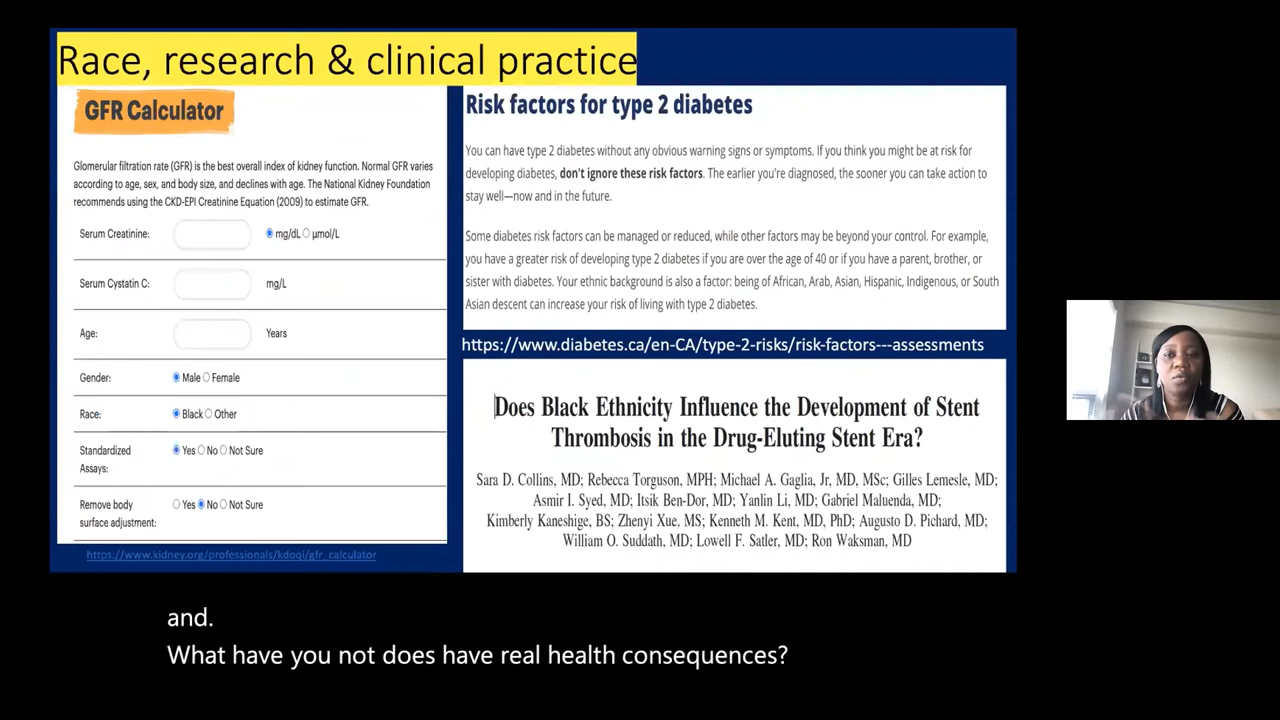 Race, research & clinical practice
GFR Calculator
Glomerular filtration rate (GFR) is the best overall index of kidney function. Normal GFR varies
according to age, sex, and body size, and declines with age. The National Kidney Foundation
recommends using the CKD-EPI Creatinine Equation (2009) to estimate GFR.
Serum Creatinine: mg/dL µmol/L
Serum Cystatin C: mg/L
Age: Years
Gender: Male Female
Race: Black Other
Standardized Yes No Not Sure
Assays:
Remove body Yes No Not Sure
surface adjustment:
https://www.kidney.org/professionals/kdoqi/gfr_calculator
Risk factors for type 2 diabetes
You can have type 2 diabetes without any obvious warning signs or symptoms. If you think you might be at risk for
developing diabetes, don't ignore these risk factors. The earlier you're diagnosed, the sooner you can take action to
stay well—now and in the future.
Some diabetes risk factors can be managed or reduced, while other factors may be beyond your control. For example,
you have a greater risk of developing type 2 diabetes if you are over the age of 40 or if you have a parent, brother, or
sister with diabetes. Your ethnic background is also a factor: being of African, Arab, Asian, Hispanic, Indigenous, or South
Asian descent can increase your risk of living with type 2 diabetes.
https://www.diabetes.ca/en-CA/type-2-risks/risk-factors---assessments
Does Black Ethnicity Influence the Development of Stent
Thrombosis in the Drug-Eluting Stent Era?
Sara D. Collins, MD; Rebecca Torguson, MPH; Michael A. Gaglia, Jr, MD, MSc; Gilles Lemesle, MD;
Asmir I. Syed, MD; Itsik Ben-Dor, MD; Yanlin Li, MD; Gabriel Maluenda, MD;
Kimberly Kaneshige, BS; Zhenyi Xue, MS; Kenneth M. Kent, MD, PhD; Augusto D. Pichard, MD;
William O. Suddath, MD; Lowell F. Satler, MD; Ron Waksman, MD
and.
What have you not does have real health consequences?